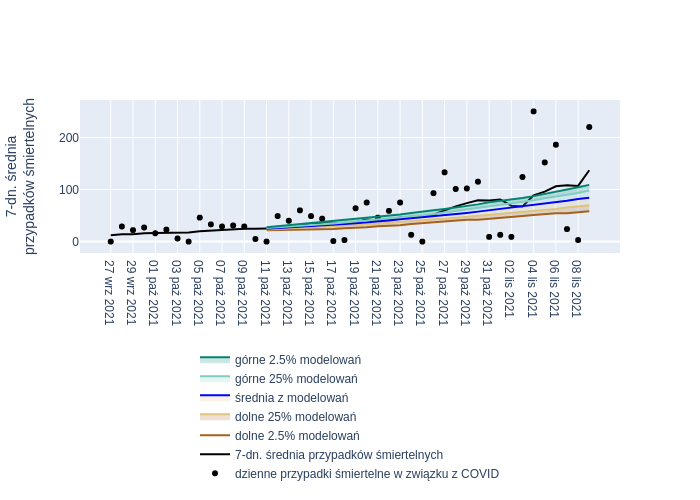 7-dn. średnia
przypadków śmiertelnych
200
100
0
27 wrz 2021
29 wrz 2021
01 paź 2021
03 paź 2021
05 paź 2021
07 paź 2021
09 paź 2021
11 paź 2021
13 paź 2021
15 paź 2021
17 paź 2021
19 paź 2021
21 paź 2021
23 paź 2021
25 paź 2021
27 paź 2021
29 paź 2021
31 paź 2021
02 lis 2021
04 lis 2021
06 lis 2021
08 lis 2021
górne 2.5% modelowań
górne 25% modelowań
średnia z modelowań
dolne 25% modelowań
dolne 2.5% modelowań
7-dn. średnia przypadków śmiertelnych
dzienne przypadki śmiertelne w związku z COVID